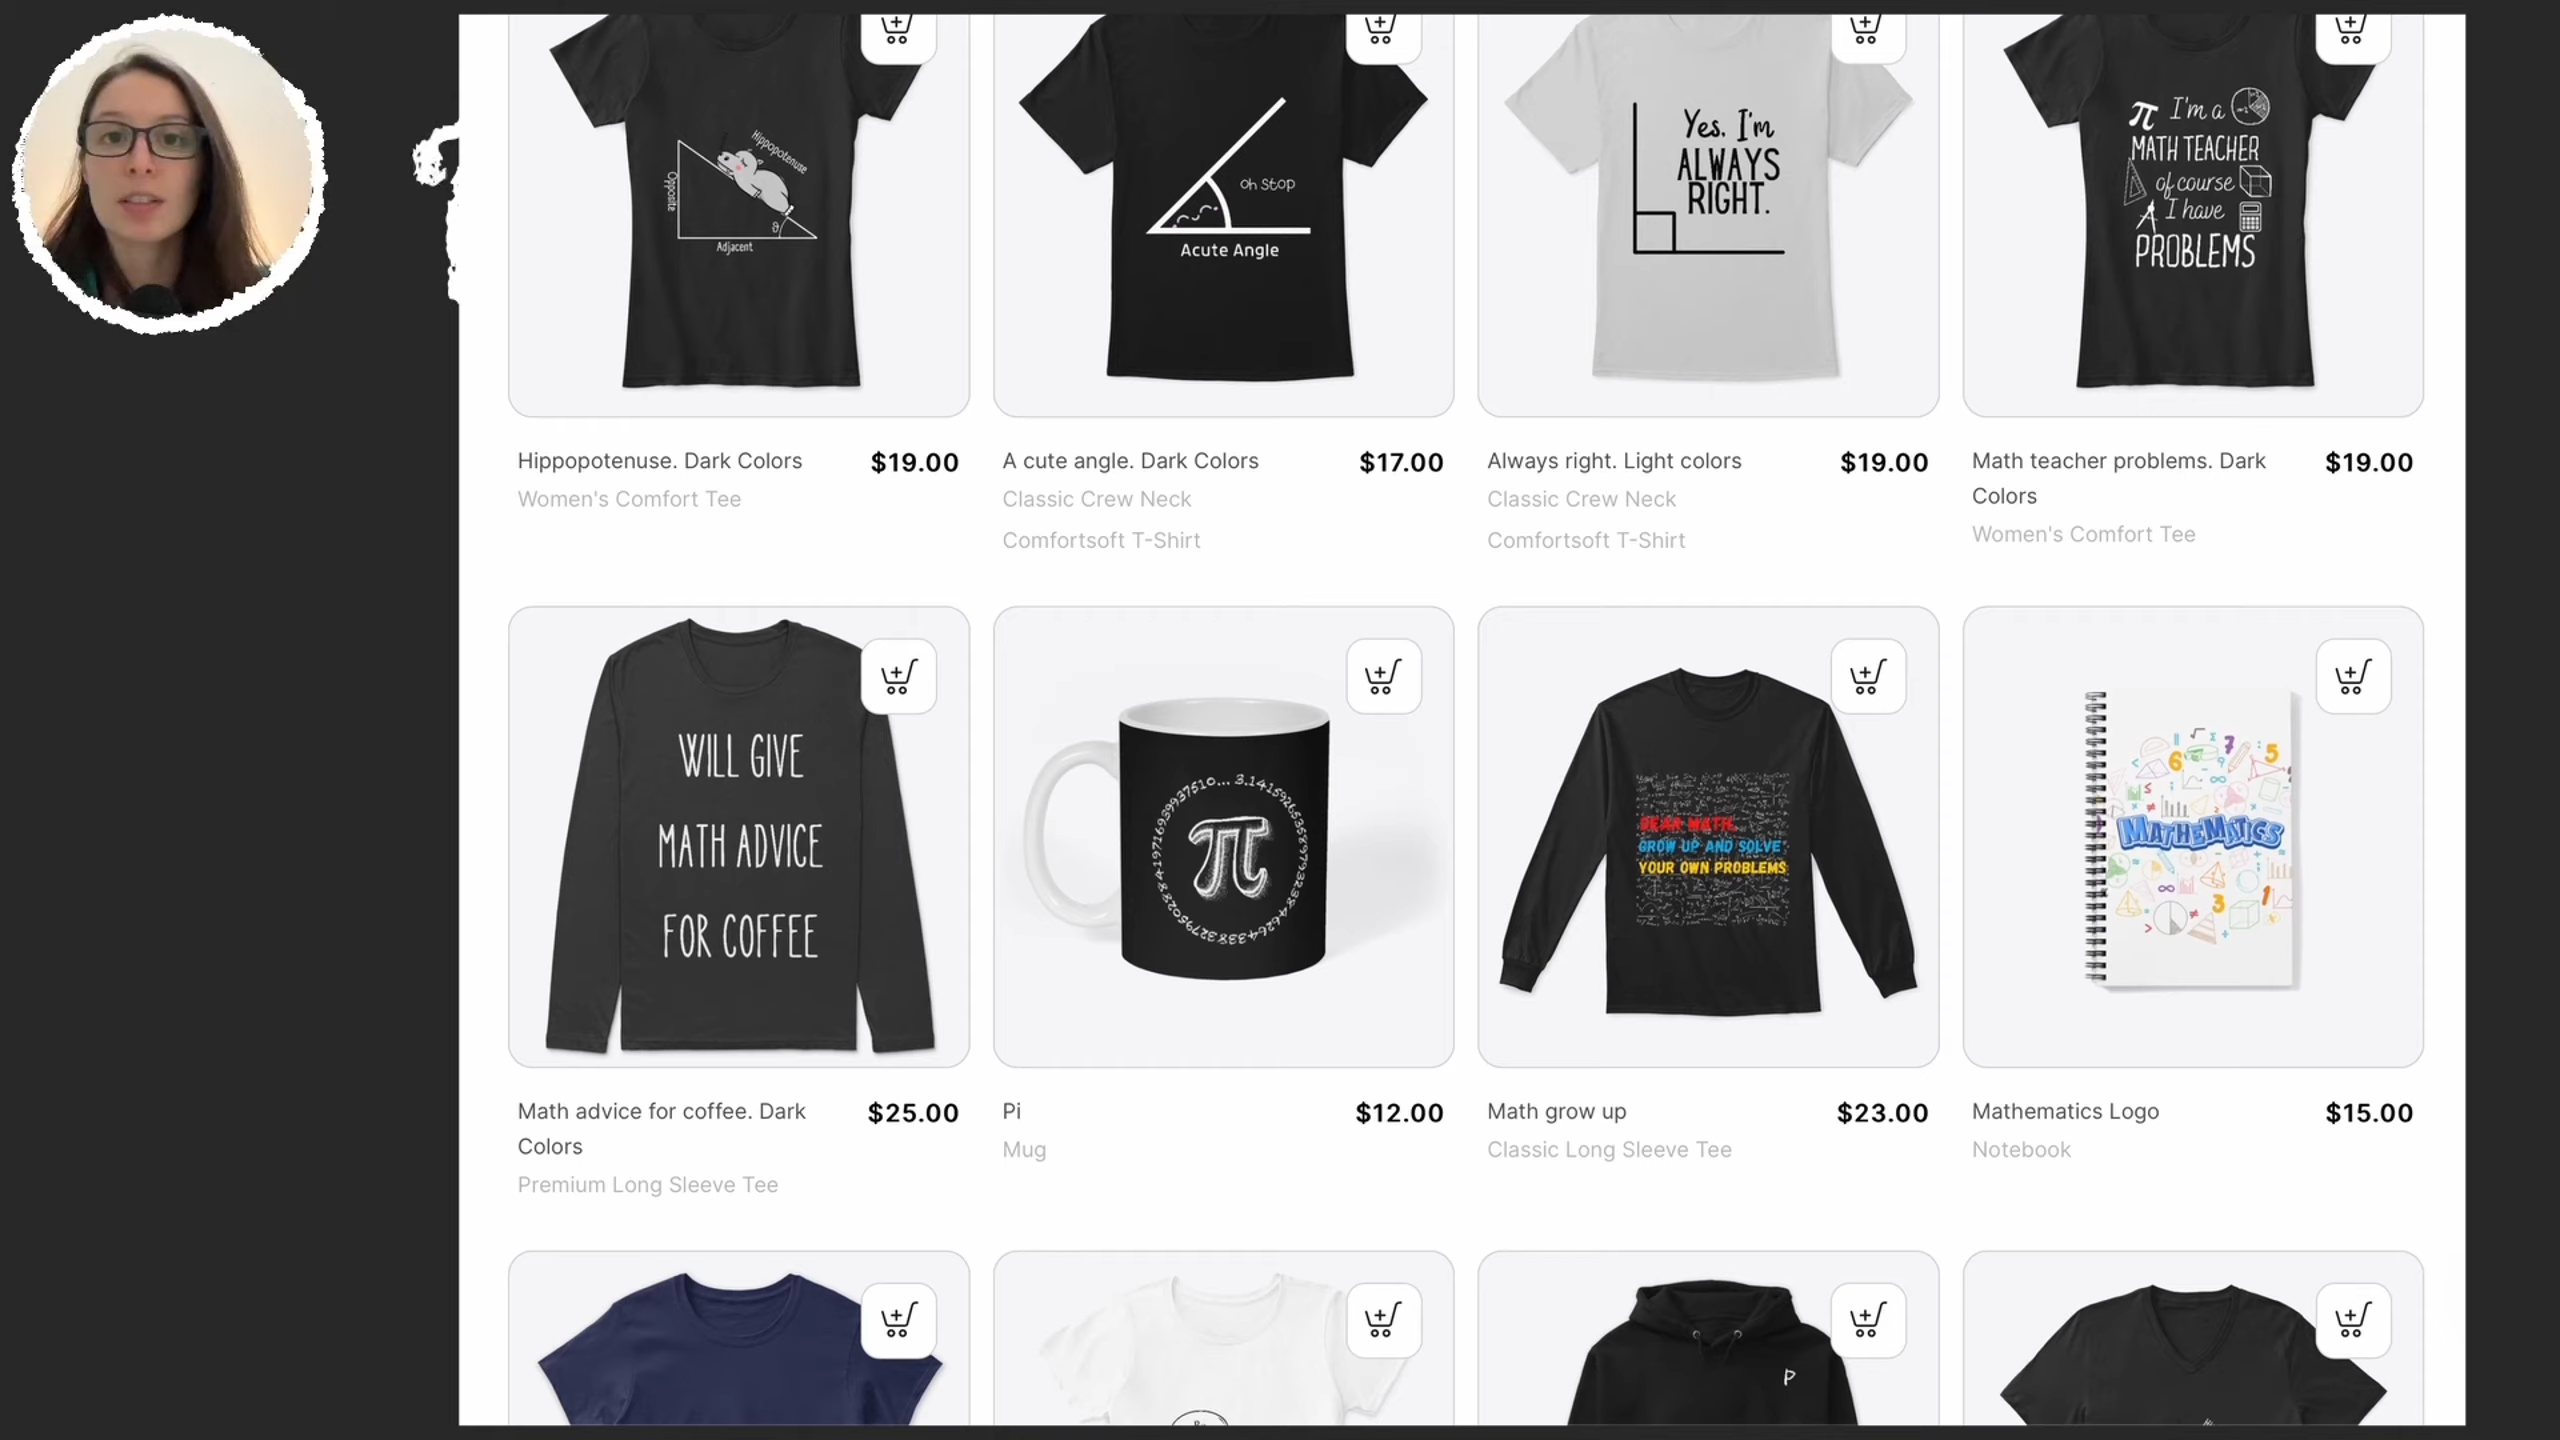 Hippopotenuse
Opposite
Adjacent
θ
oh Stop
Acute Angle
Yes, I'm
ALWAYS
RIGHT.
π I'm a
MATH TEACHER
of course
I have
PROBLEMS
Hippopotenuse. Dark Colors
$19.00
Women's Comfort Tee
A cute angle. Dark Colors
$17.00
Classic Crew Neck
Comfortsoft T-Shirt
Always right. Light colors
$19.00
Classic Crew Neck
Comfortsoft T-Shirt
Math teacher problems. Dark
Colors
$19.00
Women's Comfort Tee
WILL GIVE
MATH ADVICE
FOR COFFEE
3.14159265358979323846264338327950288419716939937510...
π
DEAR MATH,
GROW UP AND SOLVE
YOUR OWN PROBLEMS
MATHEMATICS
Math advice for coffee. Dark
Colors
$25.00
Premium Long Sleeve Tee
Pi
$12.00
Mug
Math grow up
$23.00
Classic Long Sleeve Tee
Mathematics Logo
$15.00
Notebook
P